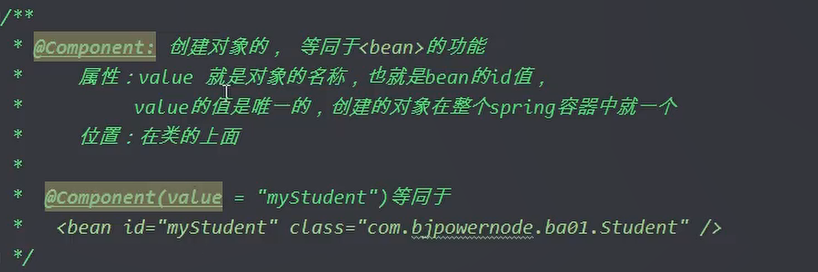 /**
* @Component: 创建对象的， 等同于<bean>的功能
* 属性：value 就是对象的名称，也就是bean的id值，
* value的值是唯一的，创建的对象在整个spring容器中就一个
* 位置：在类的上面
*
* @Component(value = "myStudent")等同于
* <bean id="myStudent" class="com.bjpowernode.ba01.Student" />
*/